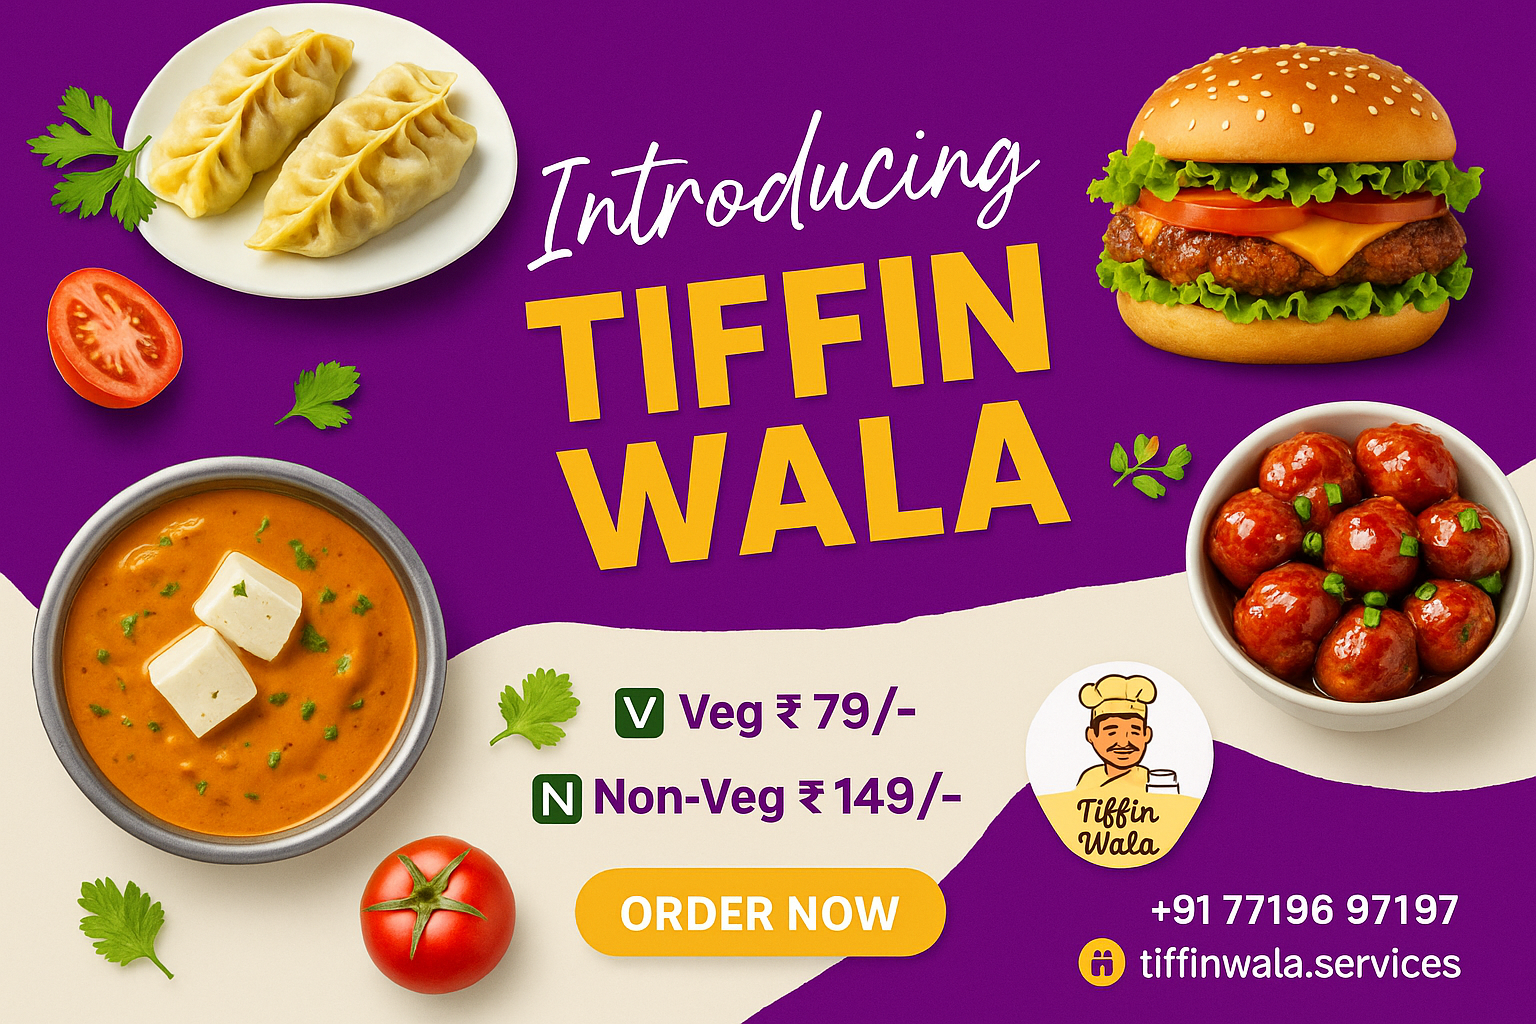 Introducing
TIFFIN
WALA
V Veg ₹ 79/-
N Non-Veg ₹ 149/-
ORDER NOW
Tiffin
Wala
+91 77196 97197
tiffinwala.services